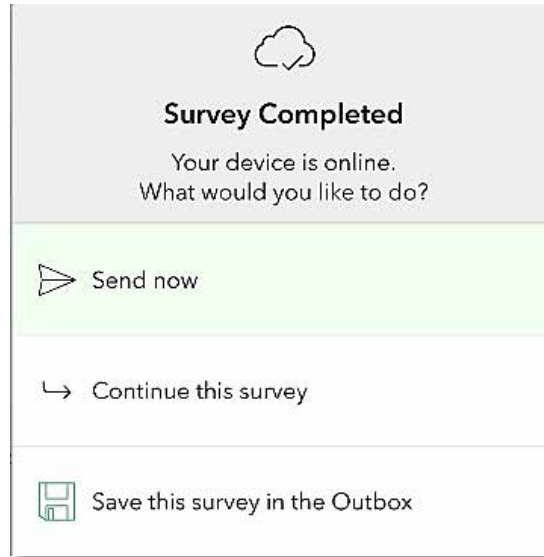 Survey Completed
Your device is online.
What would you like to do?
Send now
Continue this survey
Save this survey in the Outbox